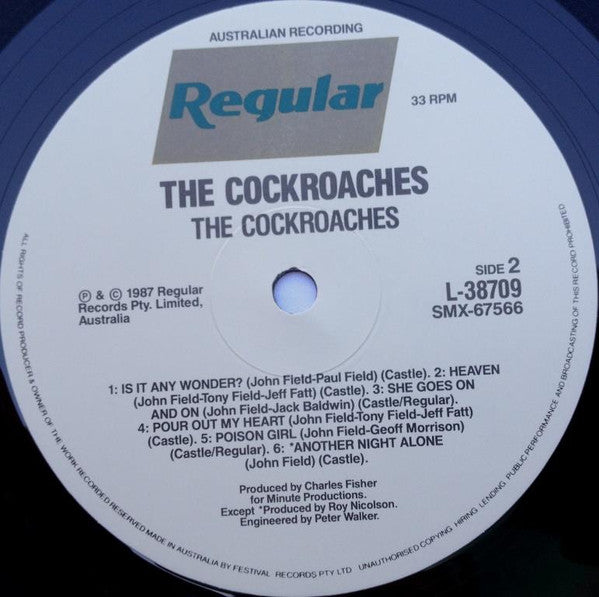 AUSTRALIAN RECORDING
Regular
33 RPM
THE COCKROACHES
THE COCKROACHES
Ⓟ & © 1987 Regular
Records Pty. Limited,
Australia
SIDE 2
L-38709
SMX-67566
1: IS IT ANY WONDER? (John Field-Paul Field) (Castle). 2: HEAVEN
(John Field-Tony Field-Jeff Fatt) (Castle). 3: SHE GOES ON
AND ON (John Field-Jack Baldwin) (Castle/Regular).
4: POUR OUT MY HEART (John Field-Tony Field-Jeff Fatt)
(Castle). 5: POISON GIRL (John Field-Geoff Morrison)
(Castle/Regular). 6: *ANOTHER NIGHT ALONE
(John Field) (Castle).
Produced by Charles Fisher
for Minute Productions.
Except *Produced by Roy Nicolson.
Engineered by Peter Walker.
ALL RIGHTS OF RECORD PRODUCER & OWNER OF THE WORK RECORDED RESERVED MADE IN AUSTRALIA BY FESTIVAL RECORDS PTY LTD UNAUTHORISED COPYING HIRING LENDING PUBLIC PERFORMANCE AND BROADCASTING OF THIS RECORD PROHIBITED